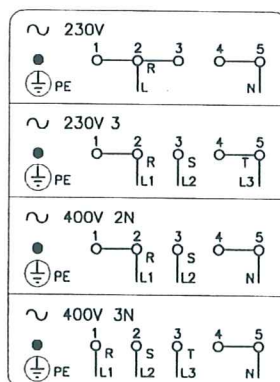 ∿ 230V
1 2 3 4 5
R
PE L N
∿ 230V 3
1 2 3 4 5
R S T
PE L1 L2 L3
∿ 400V 2N
1 2 3 4 5
R S
PE L1 L2 N
∿ 400V 3N
1 2 3 4 5
R S T
PE L1 L2 L3 N